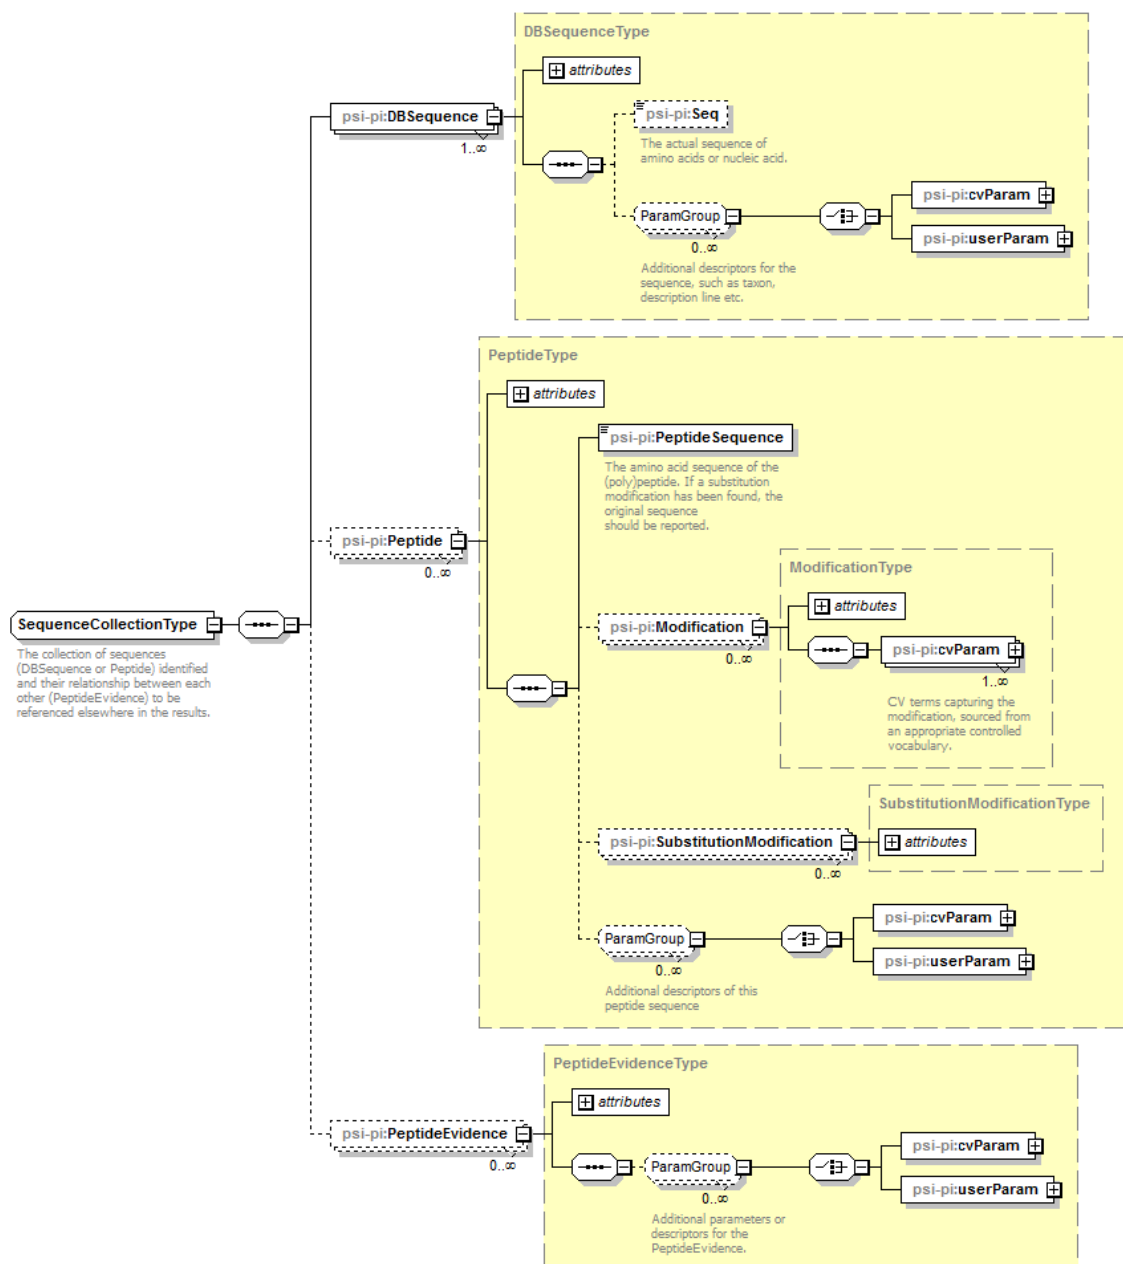 DBSequenceType
attributes
psi-pi:DBSequence
1..∞
psi-pi:Seq
The actual sequence of
amino acids or nucleic acid.
ParamGroup
0..∞
Additional descriptors for the
sequence, such as taxon,
description line etc.
psi-pi:cvParam
psi-pi:userParam
PeptideType
attributes
psi-pi:PeptideSequence
The amino acid sequence of the
(poly)peptide. If a substitution
modification has been found, the
original sequence
should be reported.
psi-pi:Peptide
0..∞
ModificationType
attributes
psi-pi:Modification
0..∞
psi-pi:cvParam
1..∞
CV terms capturing the
modification, sourced from
an appropriate controlled
vocabulary.
SequenceCollectionType
The collection of sequences
(DBSequence or Peptide) identified
and their relationship between each
other (PeptideEvidence) to be
referenced elsewhere in the results.
SubstitutionModificationType
psi-pi:SubstitutionModification
0..∞
attributes
ParamGroup
0..∞
Additional descriptors of this
peptide sequence
psi-pi:cvParam
psi-pi:userParam
PeptideEvidenceType
attributes
psi-pi:PeptideEvidence
0..∞
ParamGroup
0..∞
Additional parameters or
descriptors for the
PeptideEvidence.
psi-pi:cvParam
psi-pi:userParam